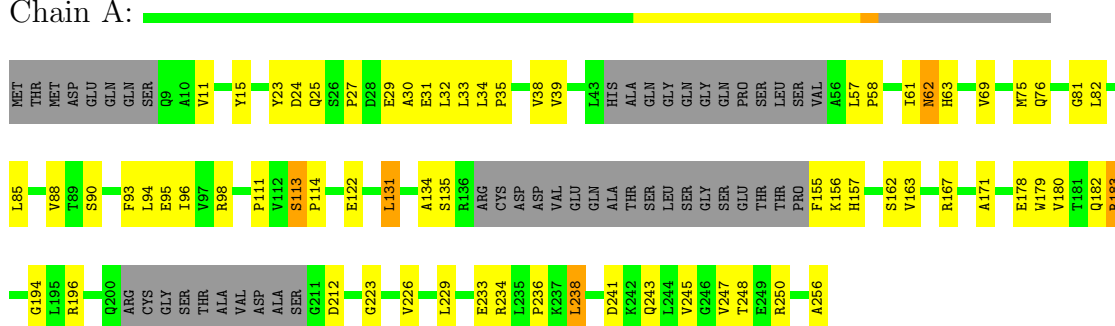 Chain A:
MET THR MET ASP GLU GLN GLN SER Q9 A10 V11 Y15 Y23 D24 Q25 S26 P27 D28 E29 A30 E31 L32 L33 L34 P35 V38 V39 L43 HIS ALA GLN GLY GLN GLY GLN PRO SER LEU SER VAL A56 L57 P58 I61 N62 H63 V69 M75 Q76 G81 L82
L85 V88 T89 S90 F93 L94 E95 I96 V97 R98 P111 V112 S113 P114 E122 L131 A134 S135 R136 ARG CYS ASP ASP VAL GLU GLN ALA THR SER LEU SER GLY SER GLU THR THR PRO F155 K156 H157 S162 V163 R167 A171 E178 W179 V180 T181 Q182 R183
G194 L195 R196 Q200 ARG CYS GLY SER THR ALA VAL ASP ALA SER G211 D212 G223 V226 L229 E233 R234 L235 P236 K237 L238 D241 K242 Q243 L244 V245 G246 V247 T248 E249 R250 A256